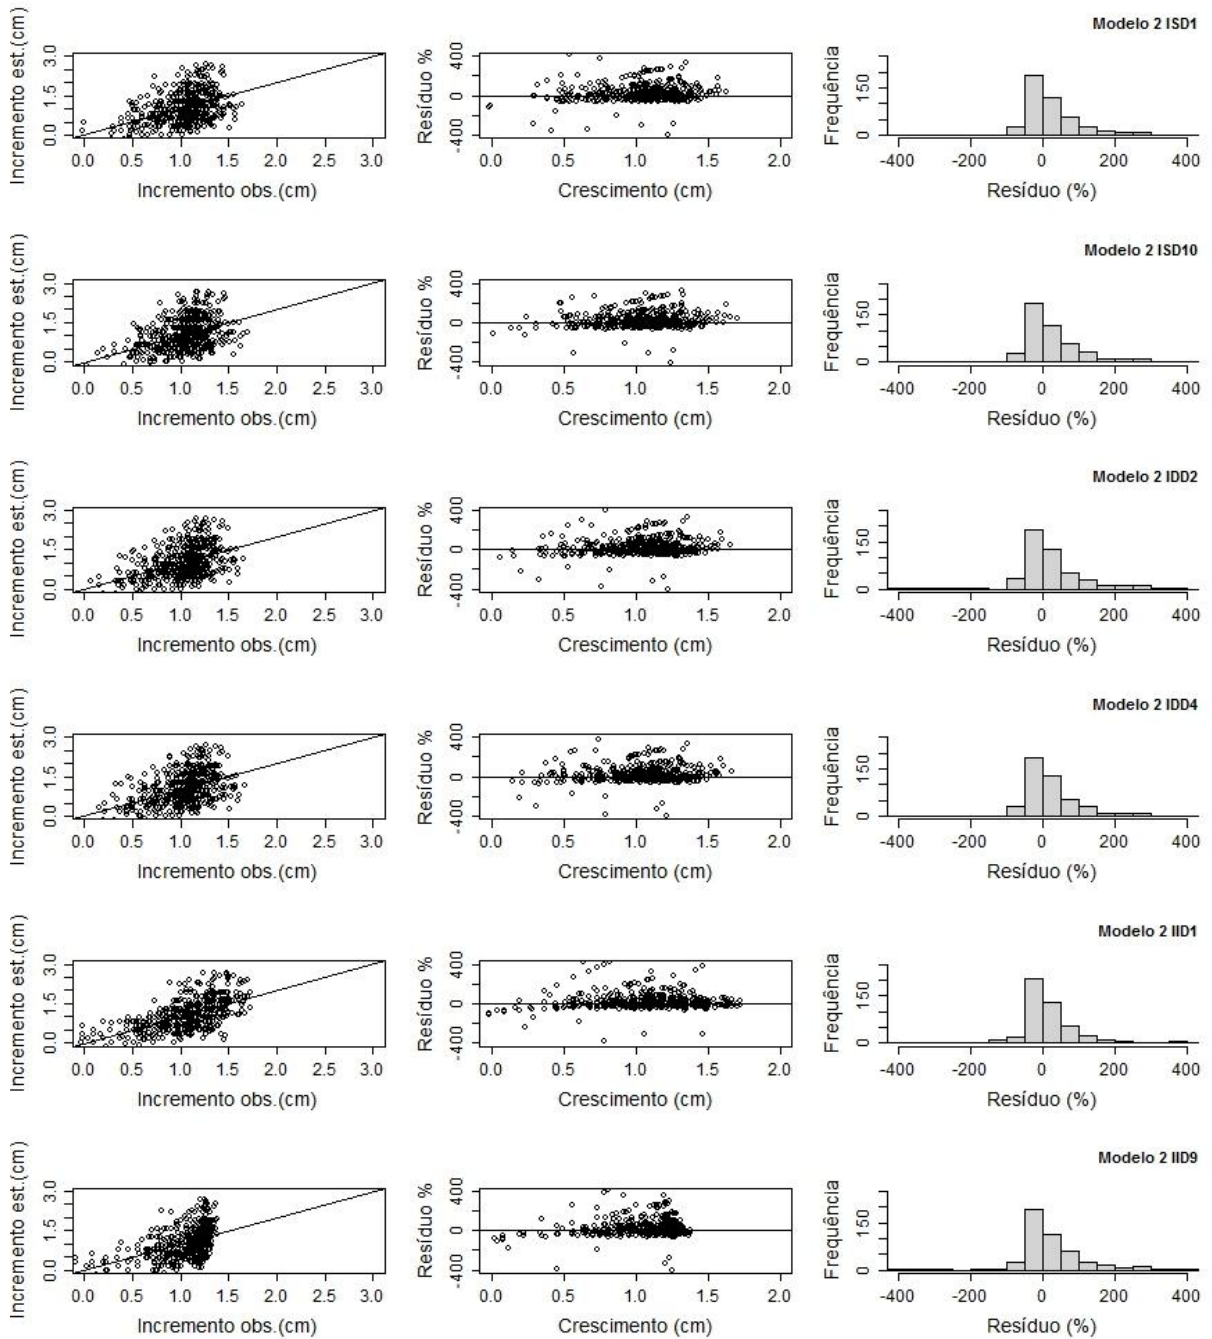 Modelo 2 ISD1
Incremento est.(cm)
0.0 1.5 3.0
0.0 0.5 1.0 1.5 2.0 2.5 3.0
Incremento obs.(cm)
Resíduo %
-400 0 400
0.0 0.5 1.0 1.5 2.0
Crescimento (cm)
Frequência
0 150
-400 -200 0 200 400
Resíduo (%)
Modelo 2 ISD10
Incremento est.(cm)
0.0 1.5 3.0
0.0 0.5 1.0 1.5 2.0 2.5 3.0
Incremento obs.(cm)
Resíduo %
-400 0 400
0.0 0.5 1.0 1.5 2.0
Crescimento (cm)
Frequência
0 150
-400 -200 0 200 400
Resíduo (%)
Modelo 2 IDD2
Incremento est.(cm)
0.0 1.5 3.0
0.0 0.5 1.0 1.5 2.0 2.5 3.0
Incremento obs.(cm)
Resíduo %
-400 0 400
0.0 0.5 1.0 1.5 2.0
Crescimento (cm)
Frequência
0 150
-400 -200 0 200 400
Resíduo (%)
Modelo 2 IDD4
Incremento est.(cm)
0.0 1.5 3.0
0.0 0.5 1.0 1.5 2.0 2.5 3.0
Incremento obs.(cm)
Resíduo %
-400 0 400
0.0 0.5 1.0 1.5 2.0
Crescimento (cm)
Frequência
0 150
-400 -200 0 200 400
Resíduo (%)
Modelo 2 IID1
Incremento est.(cm)
0.0 1.5 3.0
0.0 0.5 1.0 1.5 2.0 2.5 3.0
Incremento obs.(cm)
Resíduo %
-400 0 400
0.0 0.5 1.0 1.5 2.0
Crescimento (cm)
Frequência
0 150
-400 -200 0 200 400
Resíduo (%)
Modelo 2 IID9
Incremento est.(cm)
0.0 1.5 3.0
0.0 0.5 1.0 1.5 2.0 2.5 3.0
Incremento obs.(cm)
Resíduo %
-400 0 400
0.0 0.5 1.0 1.5 2.0
Crescimento (cm)
Frequência
0 150
-400 -200 0 200 400
Resíduo (%)